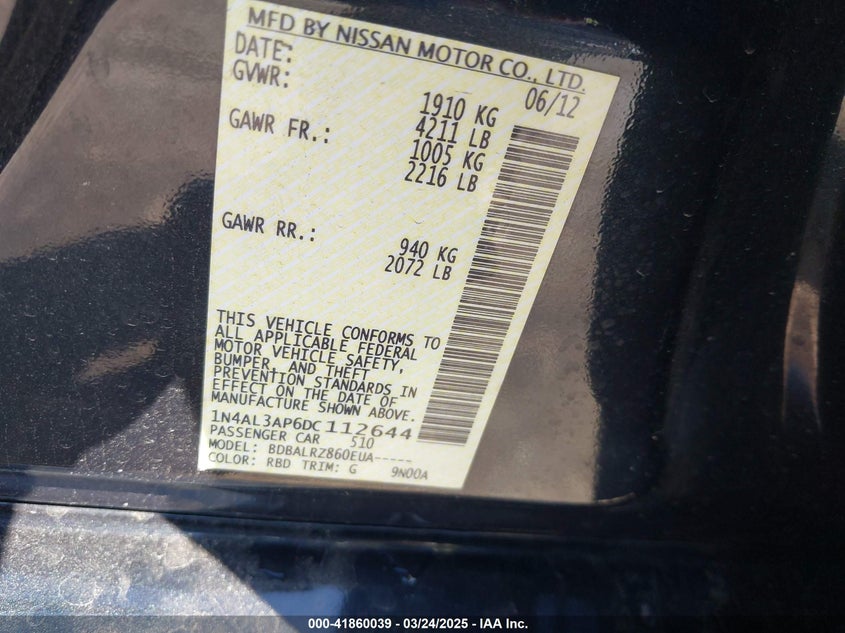 MFD BY NISSAN MOTOR CO., LTD.
DATE: 06/12
GVWR: 1910 KG
4211 LB
GAWR FR.: 1005 KG
2216 LB
GAWR RR.: 940 KG
2072 LB
THIS VEHICLE CONFORMS TO
ALL APPLICABLE FEDERAL
MOTOR VEHICLE SAFETY,
BUMPER, AND THEFT
PREVENTION STANDARDS IN
EFFECT ON THE DATE OF
MANUFACTURE SHOWN ABOVE.
1N4AL3AP6DC112644
PASSENGER CAR 510
MODEL: BDBALRZ860EUA-----
COLOR: RBD TRIM: G 9N00A
000-41860039 - 03/24/2025 - IAA Inc.